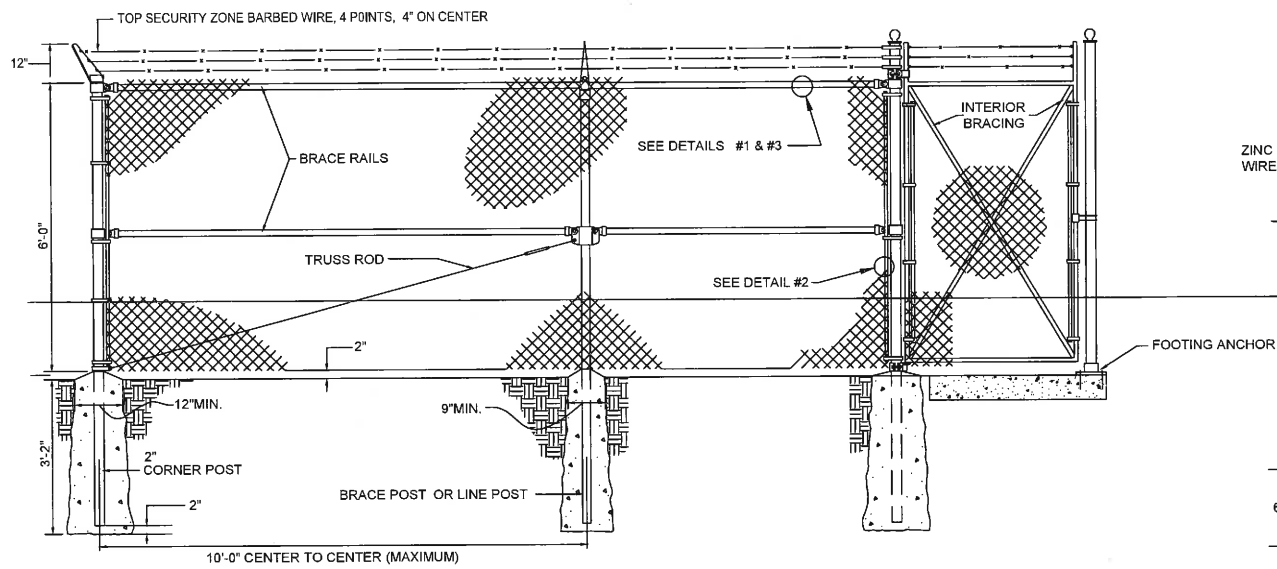 TOP SECURITY ZONE BARBED WIRE, 4 POINTS, 4" ON CENTER
12"
INTERIOR
BRACING
SEE DETAILS #1 & #3
ZINC
WIRE
BRACE RAILS
6'-0"
TRUSS ROD
SEE DETAIL #2
2"
FOOTING ANCHOR
12"MIN.
9"MIN.
3'-2"
2"
CORNER POST
BRACE POST OR LINE POST
2"
6
10'-0" CENTER TO CENTER (MAXIMUM)